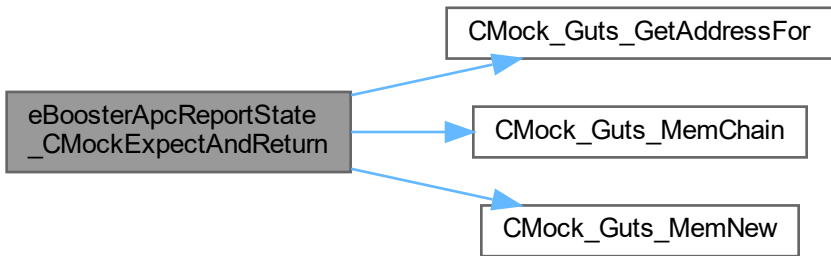 CMock_Guts_GetAddressFor
eBoosterApcReportState
_CMockExpectAndReturn
CMock_Guts_MemChain
CMock_Guts_MemNew